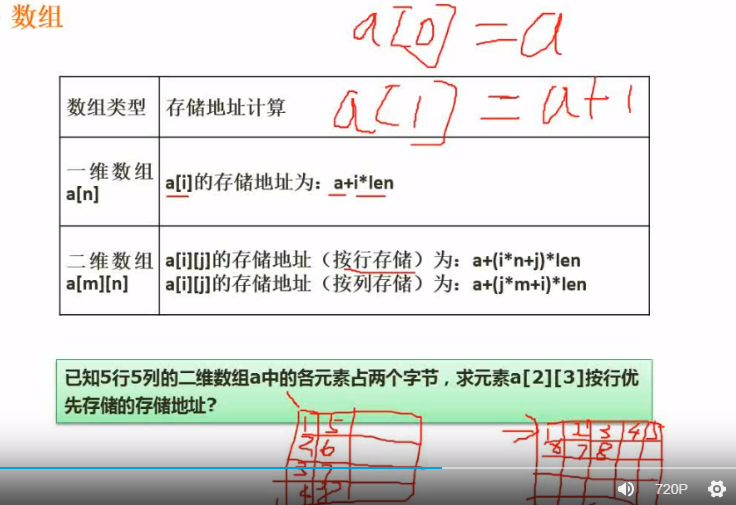 数组
a[0] = a
数组类型 存储地址计算
a[1] = a+1
一维数组
a[n]
a[i]的存储地址为：a+i*len
二维数组
a[m][n]
a[i][j]的存储地址（按行存储）为：a+(i*n+j)*len
a[i][j]的存储地址（按列存储）为：a+(j*m+i)*len
已知5行5列的二维数组a中的各元素占两个字节，求元素a[2][3]按行优
先存储的存储地址？
1 5
2 6
3 7
4
1 2 3 4 5
7 8
720P